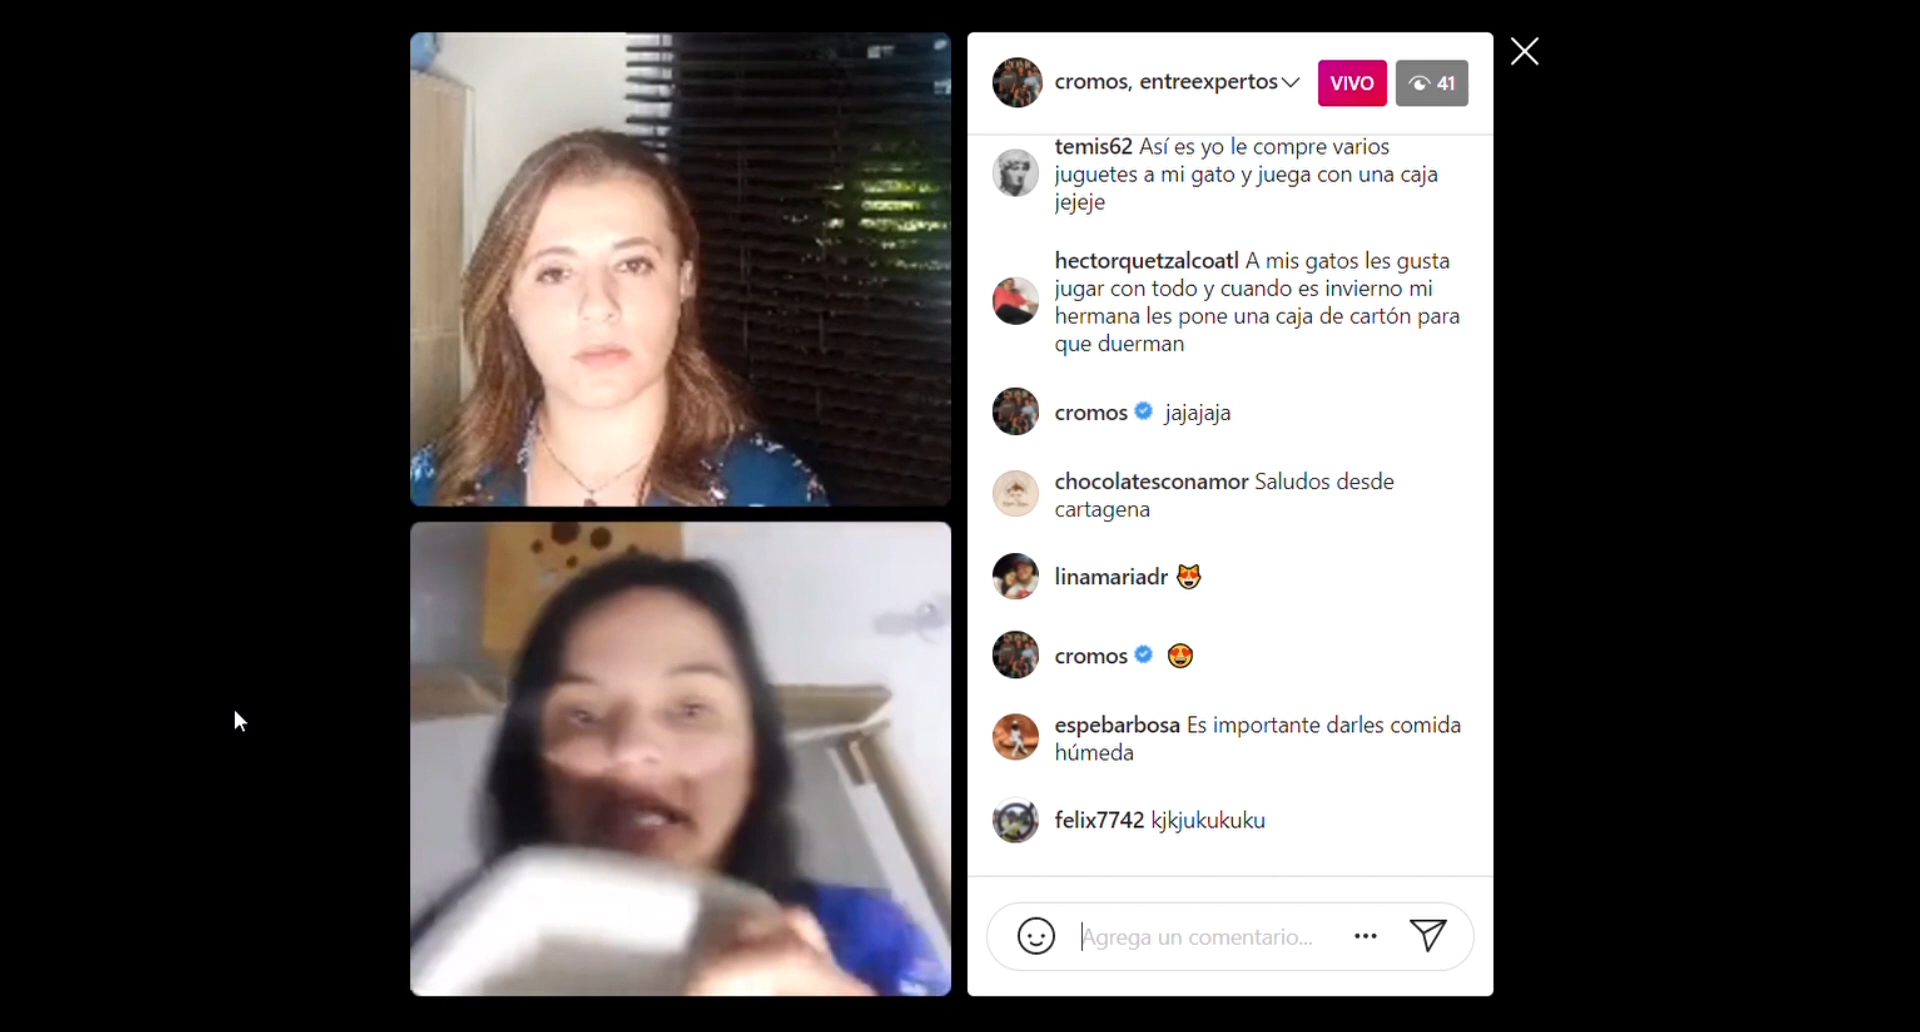 cromos, entreexpertos
VIVO
41
temis62 Así es yo le compre varios
juguetes a mi gato y juega con una caja
jejeje
hectorquetzalcoatl A mis gatos les gusta
jugar con todo y cuando es invierno mi
hermana les pone una caja de cartón para
que duerman
cromos jajajaja
chocolatesconamor Saludos desde
cartagena
linamariadr 😻
cromos 😍
espebarbosa Es importante darles comida
húmeda
felix7742 kjkjukukuku
Agrega un comentario...